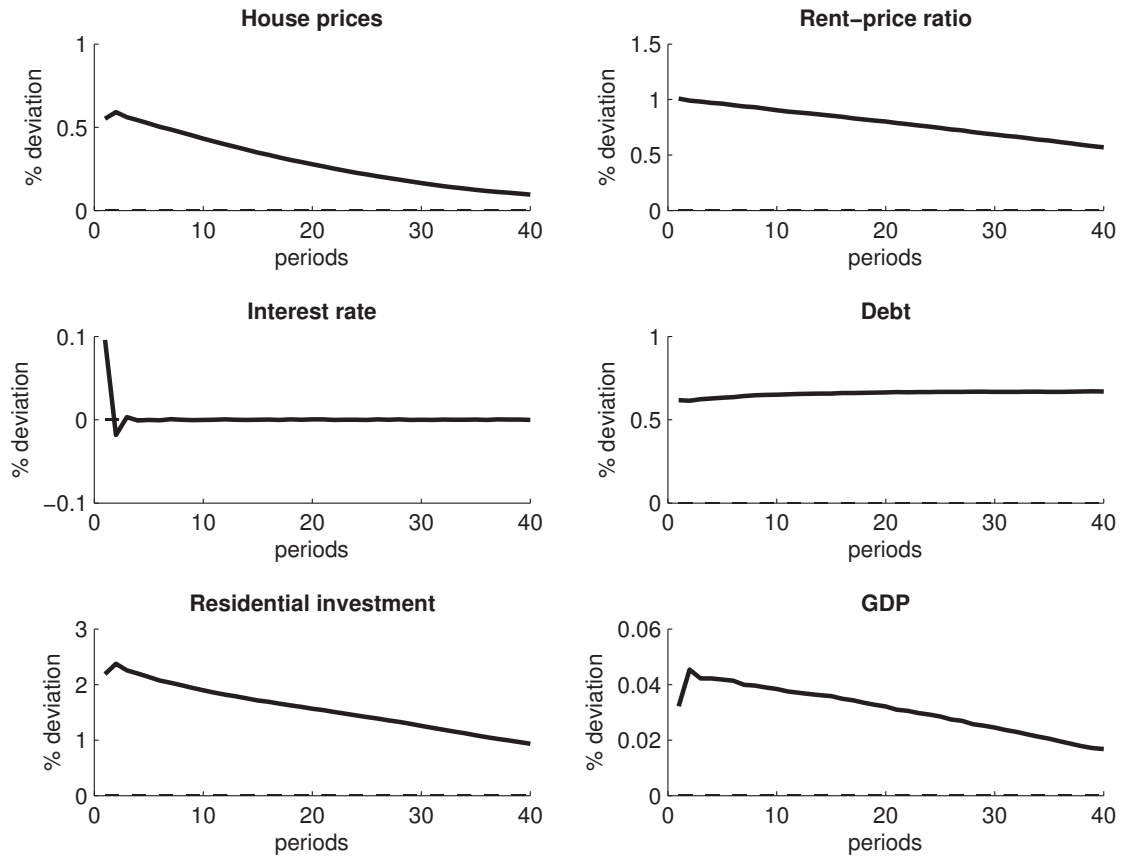 House prices
1
0.5
0
% deviation
0 10 20 30 40
periods
Rent−price ratio
1.5
1
0.5
0
% deviation
0 10 20 30 40
periods
Interest rate
0.1
0
−0.1
% deviation
0 10 20 30 40
periods
Debt
1
0.5
0
% deviation
0 10 20 30 40
periods
Residential investment
3
2
1
0
% deviation
0 10 20 30 40
periods
GDP
0.06
0.04
0.02
0
% deviation
0 10 20 30 40
periods